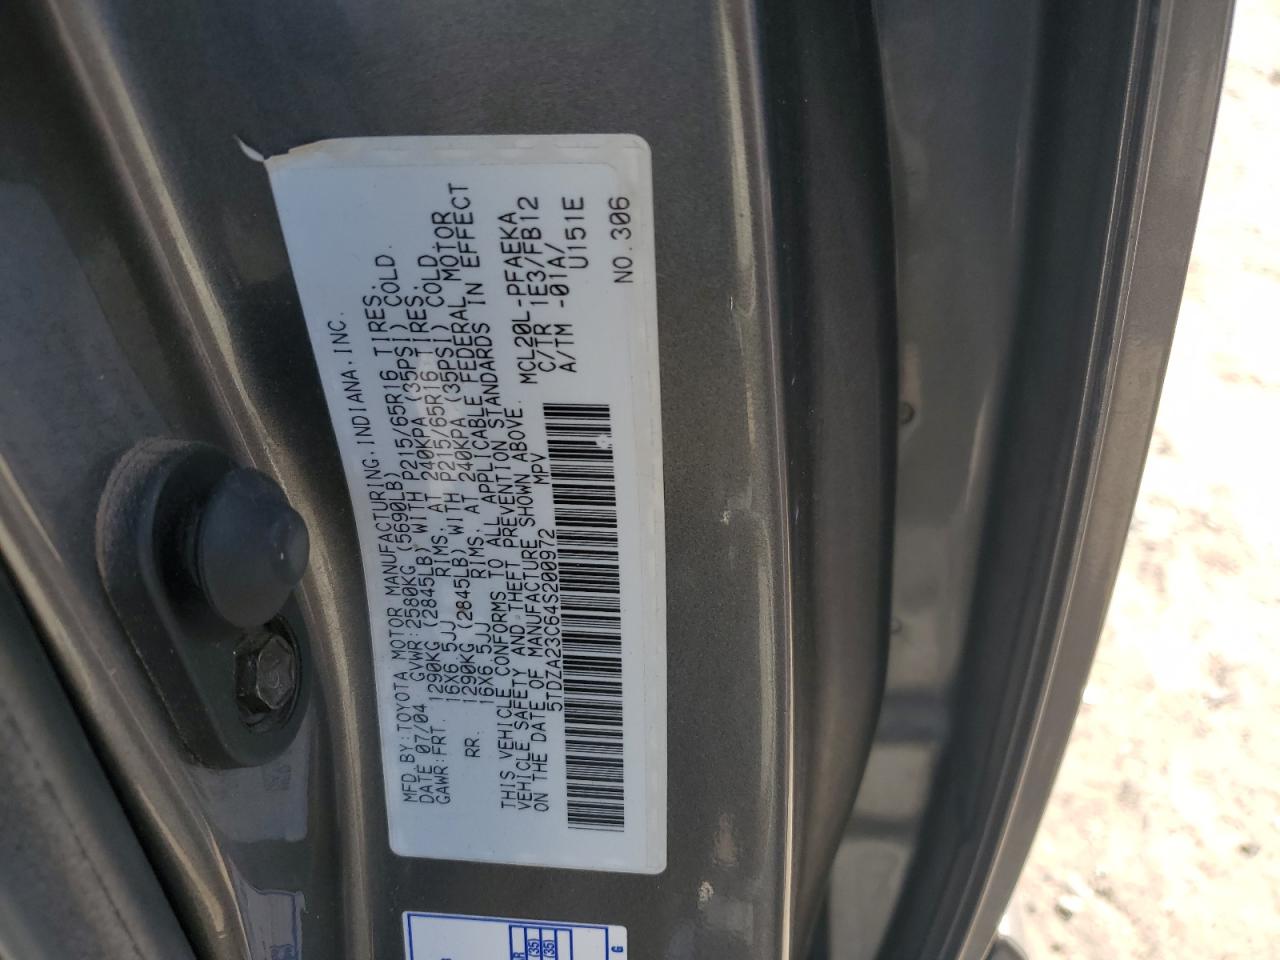 MFD.BY:TOYOTA MOTOR MANUFACTURING.INDIANA.INC.
DATE 07/04 GVWR:2580KG (5690LB)
GAWR:FRT. 1290KG (2845LB) WITH P215/65R16 TIRES,
16X6.5JJ RIMS. AT 240KPA (35PSI) COLD.
RR. 1290KG (2845LB) WITH P215/65R16 TIRES.
16X6.5JJ RIMS. AT 240KPA (35PSI) COLD
THIS VEHICLE CONFORMS TO ALL APPLICABLE FEDERAL MOTOR
VEHICLE SAFETY AND THEFT PREVENTION STANDARDS IN EFFECT
ON THE DATE OF MANUFACTURE SHOWN ABOVE.
5TDZA23C64S200972 MPV
MCL20L-PFAEKA
C/TR 1E3/FB12
A/TM -01A/
U151E
NO.306
(35)
(35)
G